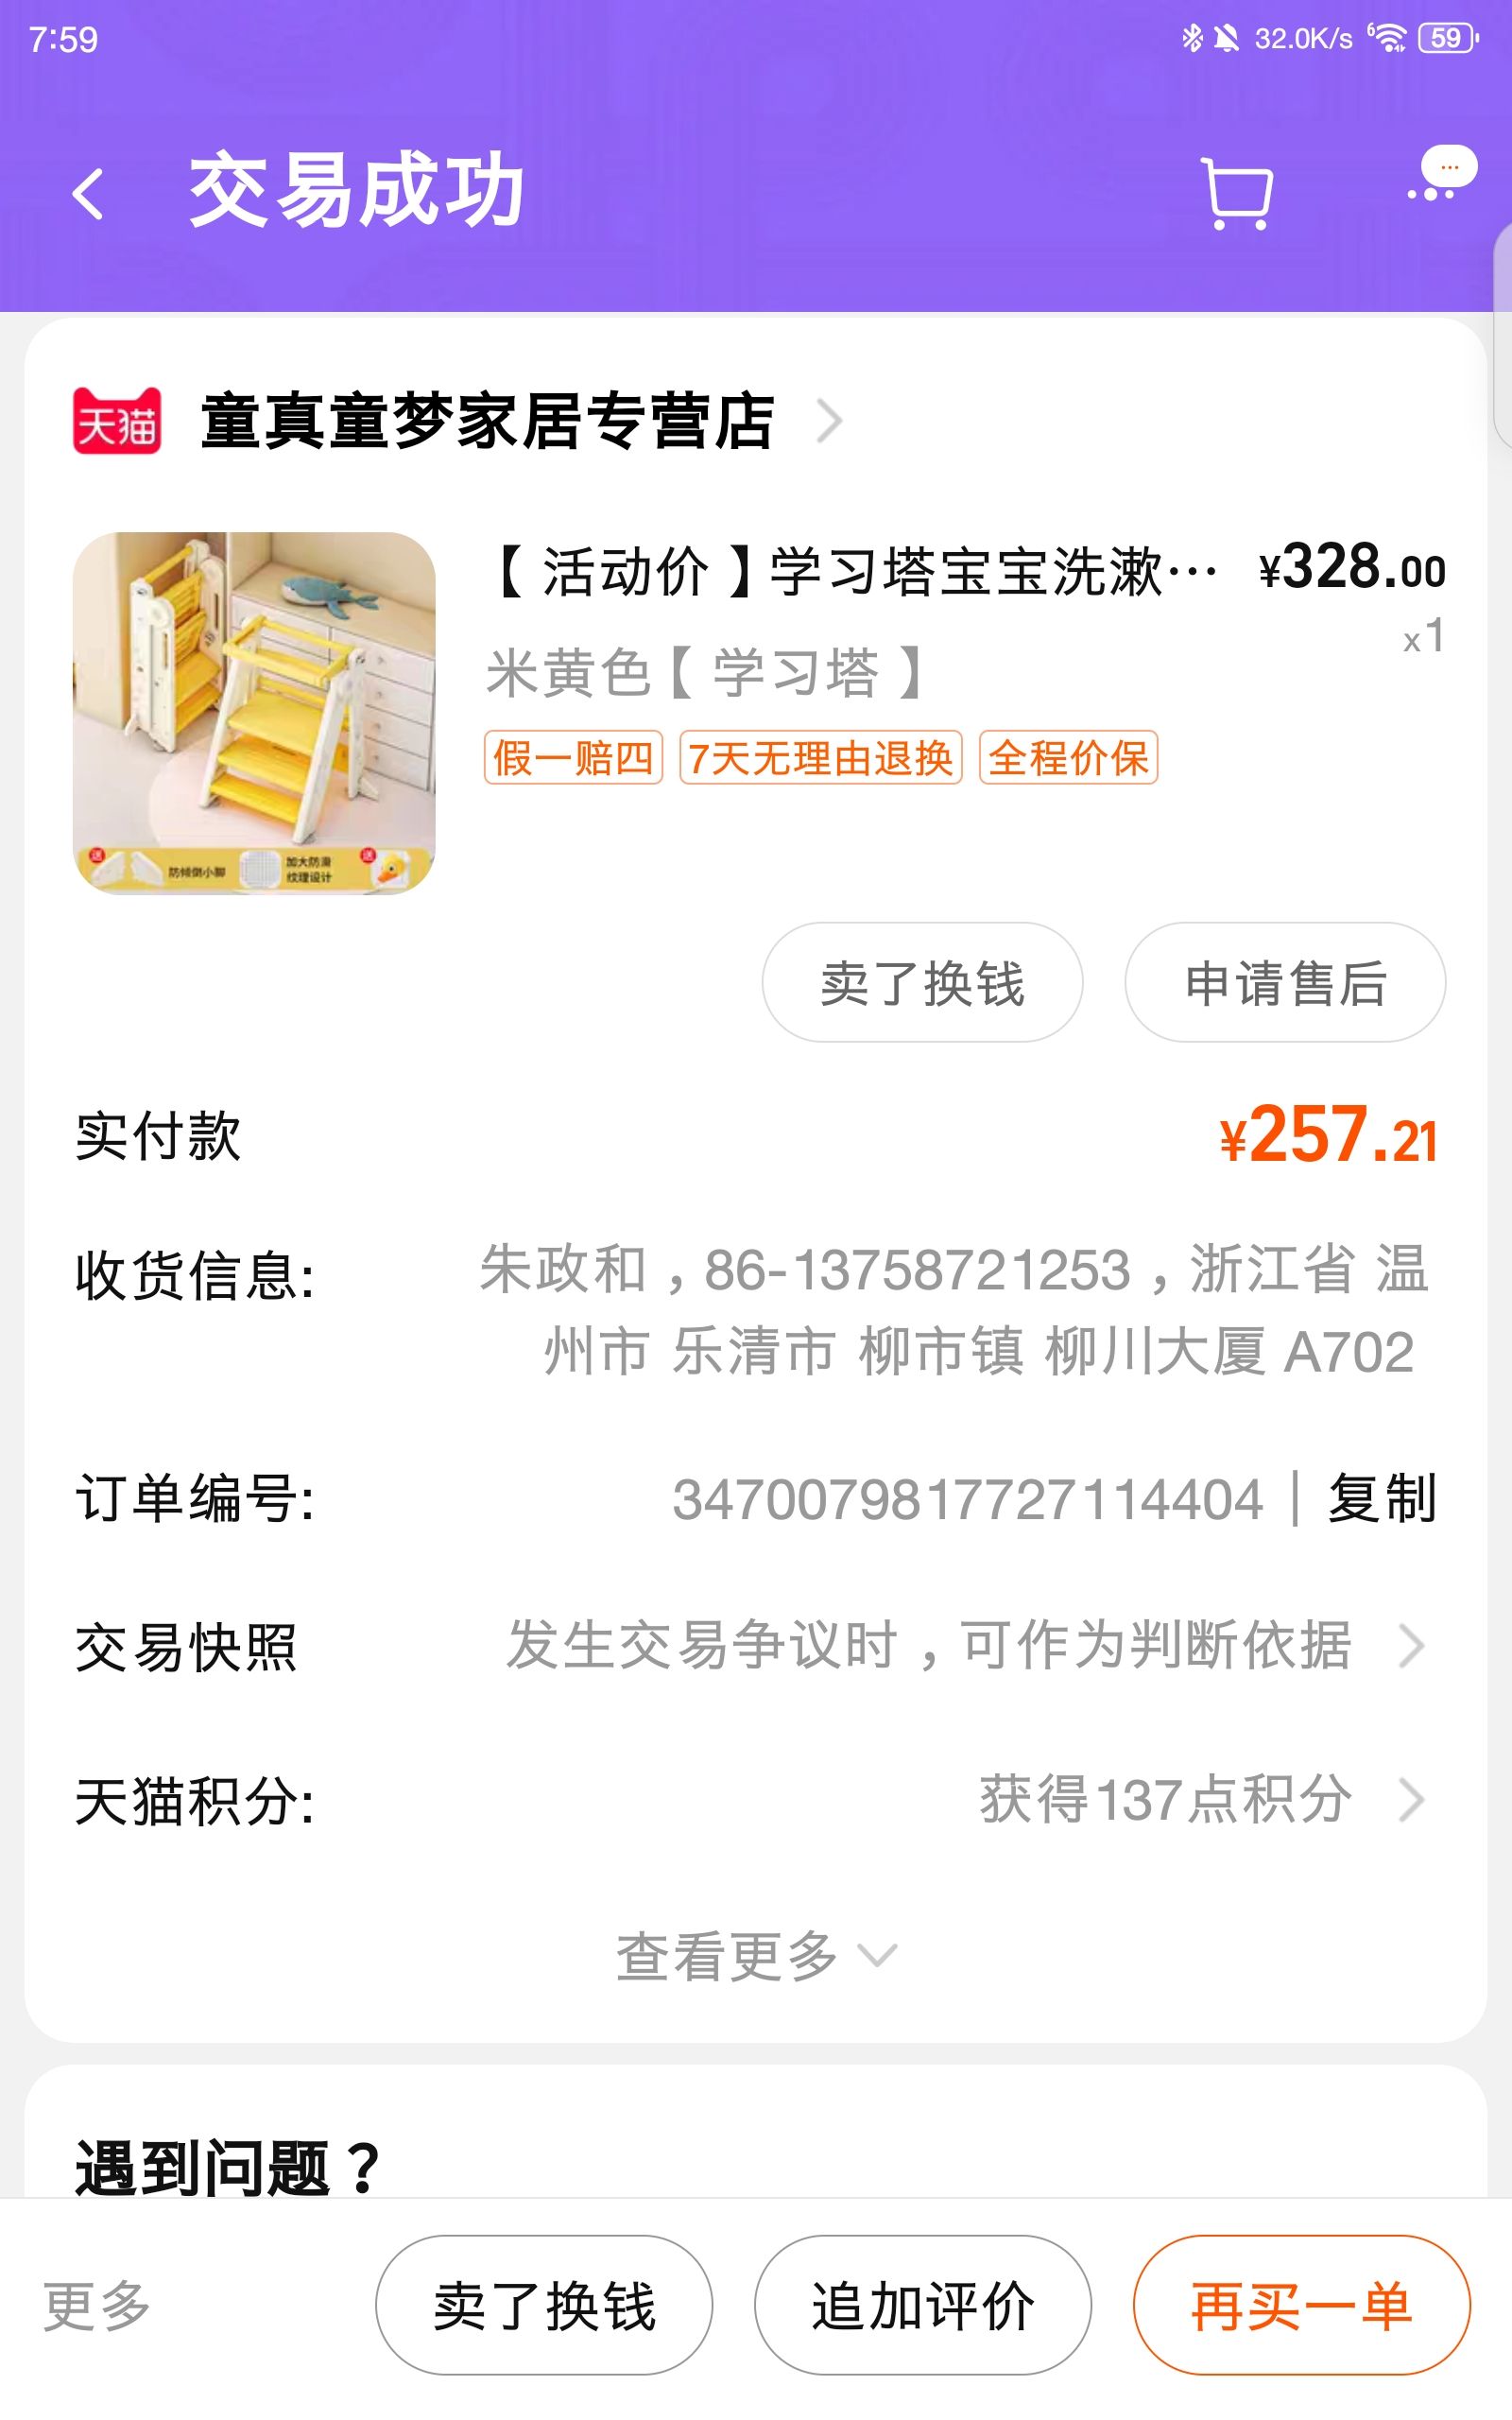 7:59
32.0K/s
6
59
交易成功
...
天猫
童真童梦家居专营店
【活动价】学习塔宝宝洗漱… ¥328.00
x1
米黄色【学习塔】
假一赔四 7天无理由退换 全程价保
送 防倾倒小脚 加大防滑 送
纹理设计
卖了换钱 申请售后
实付款 ¥257.21
收货信息: 朱政和，86-13758721253，浙江省 温
州市 乐清市 柳市镇 柳川大厦 A702
订单编号: 3470079817727114404 | 复制
交易快照 发生交易争议时，可作为判断依据
天猫积分: 获得137点积分
查看更多
遇到问题？
更多 卖了换钱 追加评价 再买一单